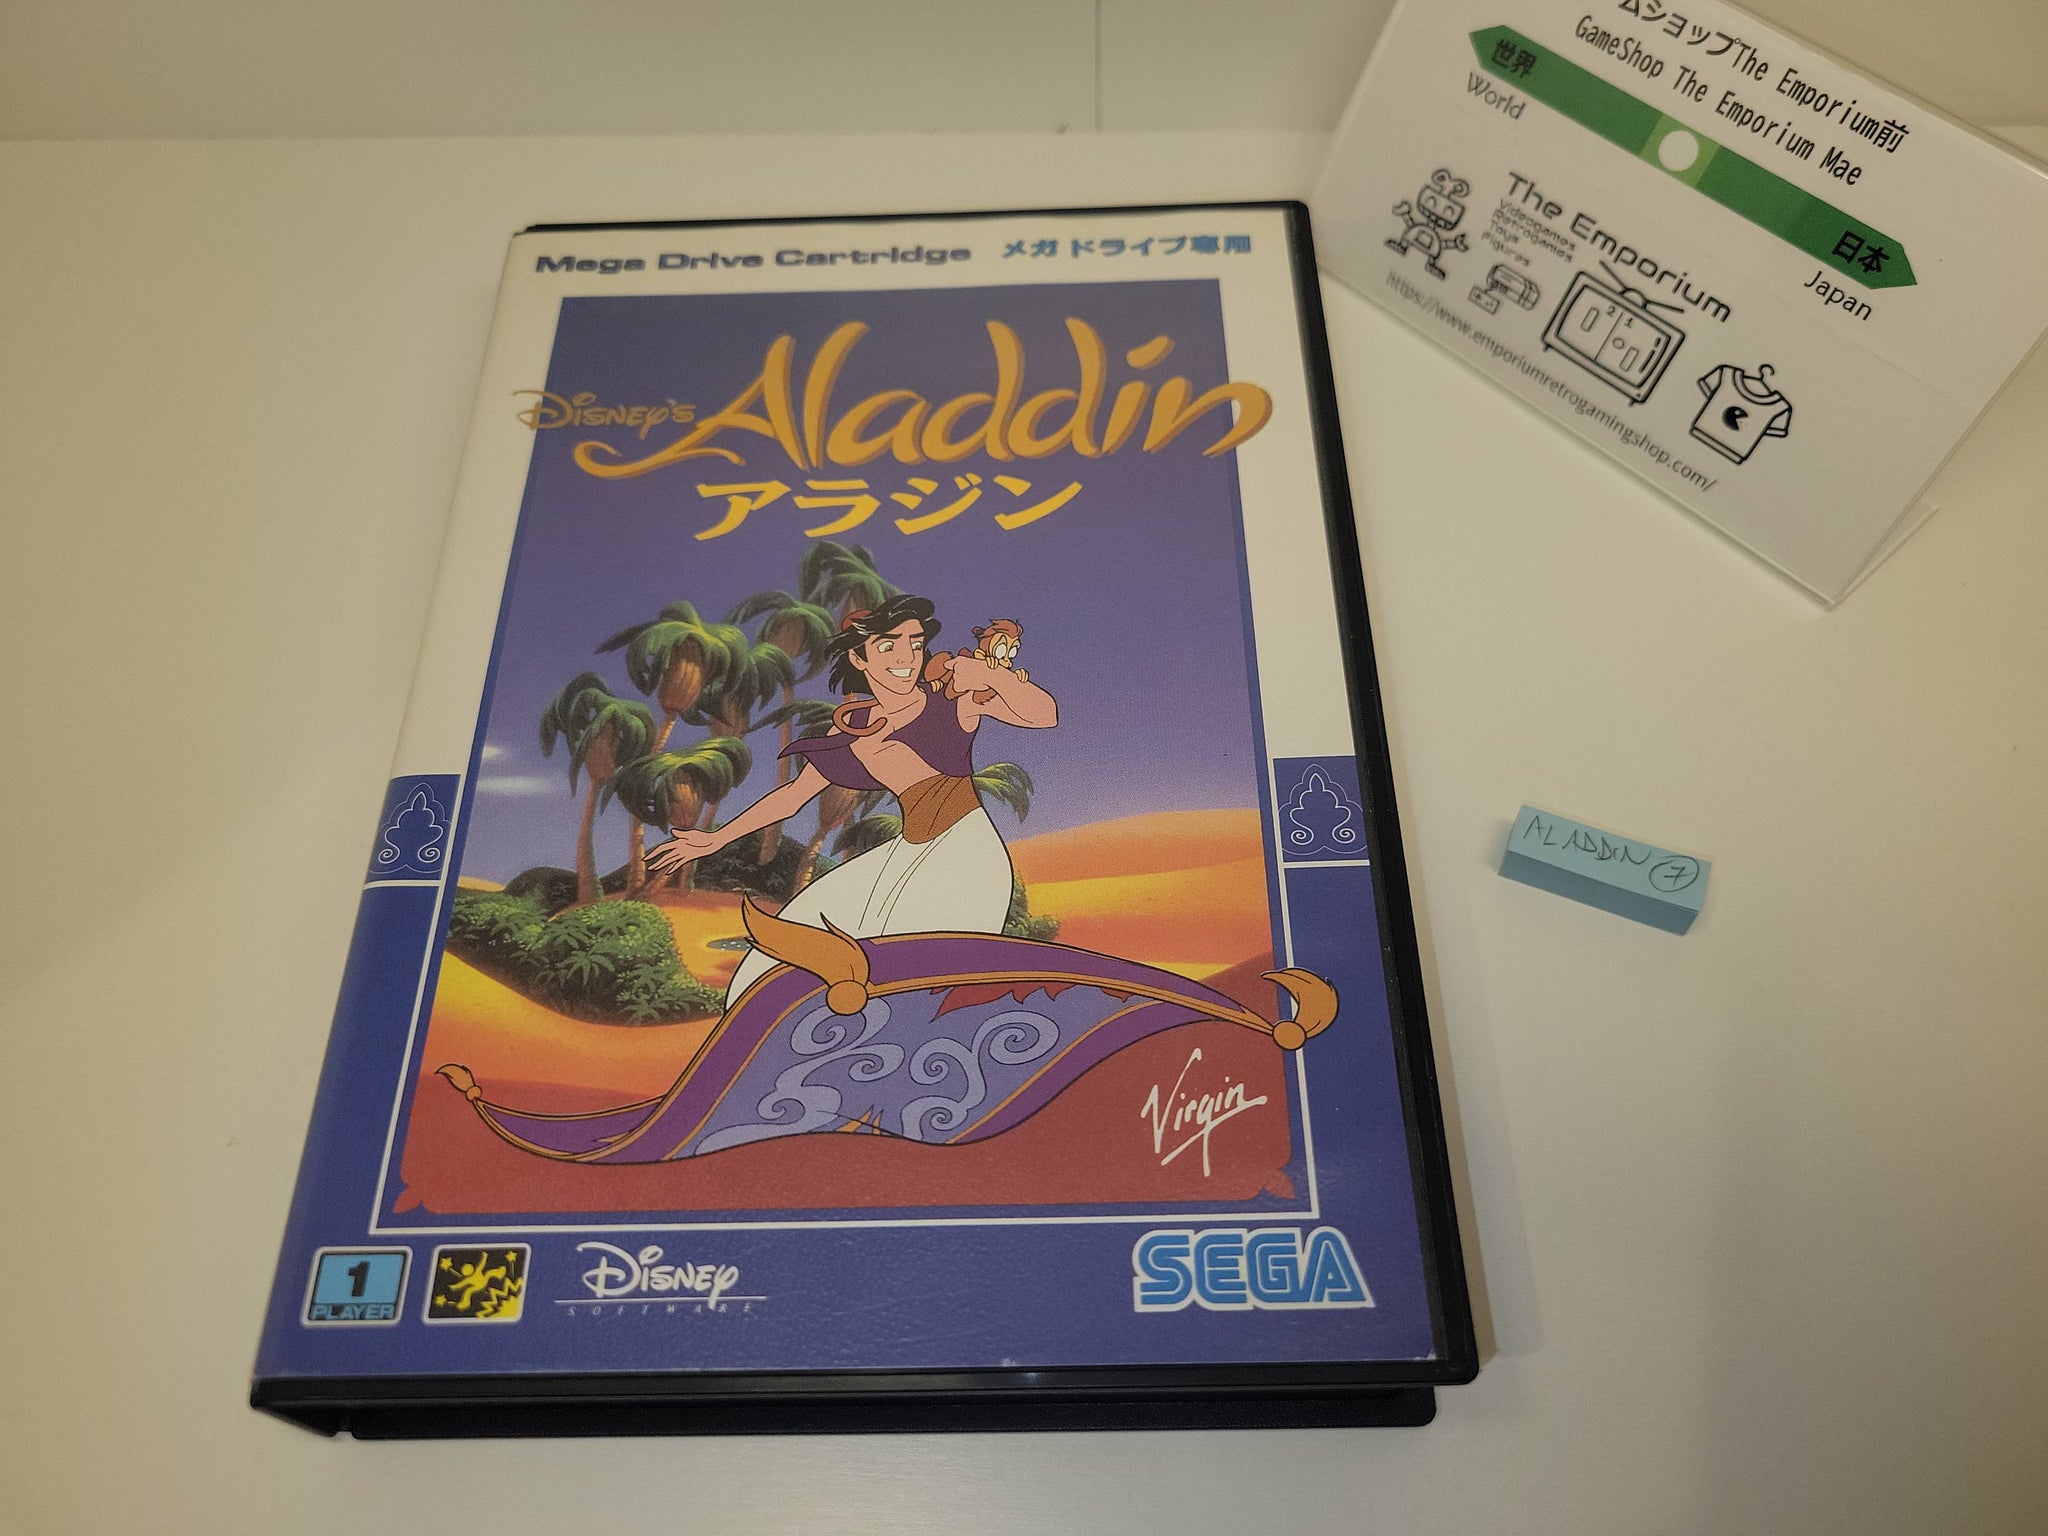 ムショップThe Emporium前
GameShop The Emporium Mae
世界
World
日本
Japan
The Emporium
Videogames
Retrogames
Toys
Figures
https://www.emporiumretrogamingshop.com/
2 1
Mega Drive Cartridge メガドライブ専用
DISNEY'S Aladdin
アラジン
ALADDIN 7
Virgin
1
PLAYER
DISNEY
SOFTWARE
SEGA